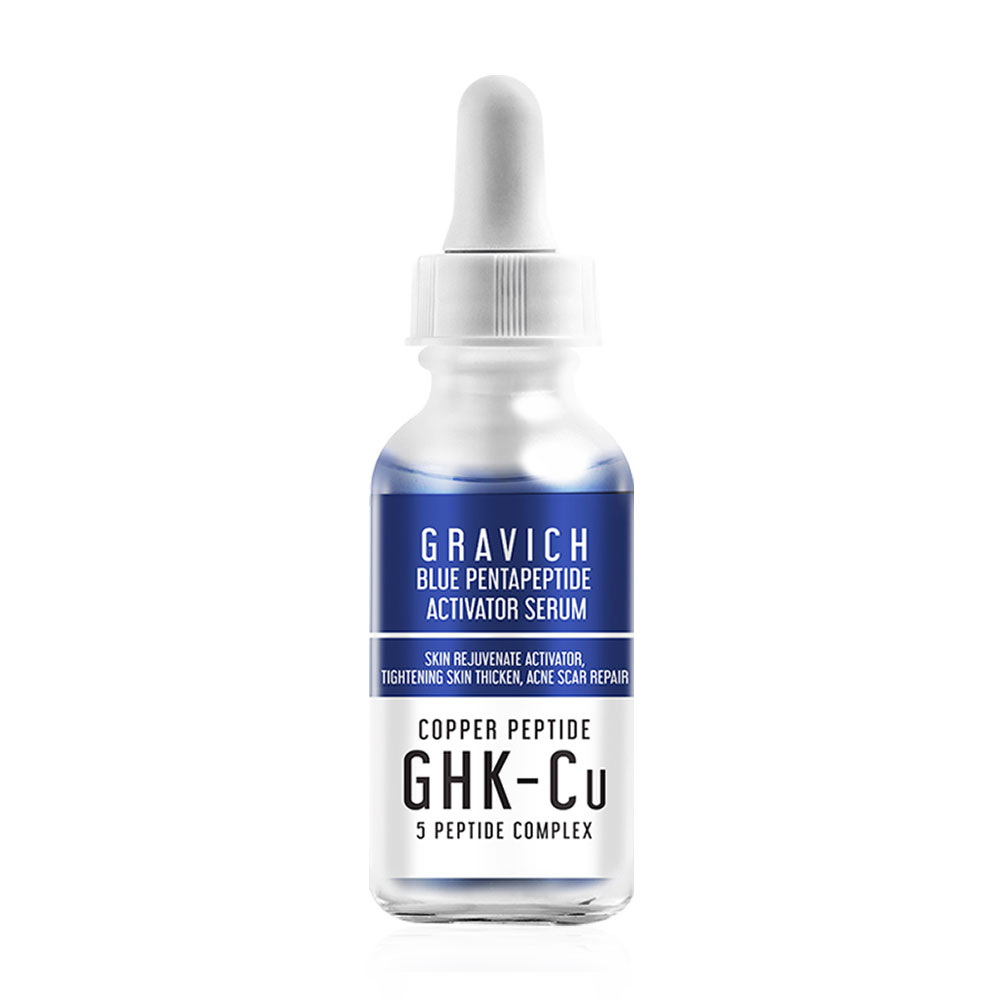 GRAVICH
BLUE PENTAPEPTIDE
ACTIVATOR SERUM
SKIN REJUVENATE ACTIVATOR,
TIGHTENING SKIN THICKEN, ACNE SCAR REPAIR
COPPER PEPTIDE
GHK-Cu
5 PEPTIDE COMPLEX